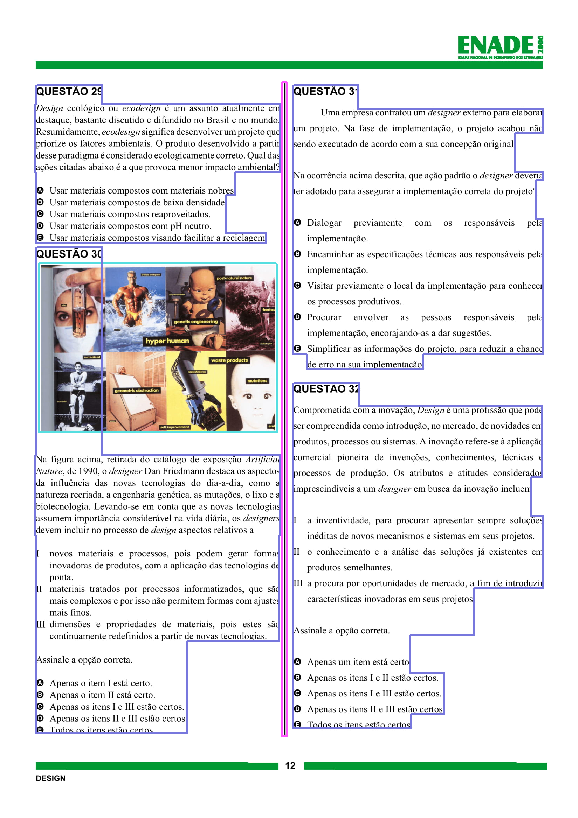 ENADE 2006
EXAME NACIONAL DE DESEMPENHO DOS ESTUDANTES
QUESTÃO 29
Design ecológico ou ecodesign é um assunto atualmente em
destaque, bastante discutido e difundido no Brasil e no mundo.
Resumidamente, ecodesign significa desenvolver um projeto que
priorize os fatores ambientais. O produto desenvolvido a partir
desse paradigma é considerado ecologicamente correto. Qual das
ações citadas abaixo é a que provoca menor impacto ambiental?
A Usar materiais compostos com materiais nobres.
B Usar materiais compostos de baixa densidade.
C Usar materiais compostos reaproveitados.
D Usar materiais compostos com pH neutro.
E Usar materiais compostos visando facilitar a reciclagem.
QUESTÃO 30
post-natural nature
genetic engineering
hyper human
waste products
geometric abstraction
mutations
Na figura acima, retirada do catálogo de exposição Artificial
Nature, de 1990, o designer Dan Friedmann destaca os aspectos
da influência das novas tecnologias do dia-a-dia, como a
natureza recriada, a engenharia genética, as mutações, o lixo e a
biotecnologia. Levando-se em conta que as novas tecnologias
assumem importância considerável na vida diária, os designers
devem incluir no processo de design aspectos relativos a
I novos materiais e processos, pois podem gerar formas
inovadoras de produtos, com a aplicação das tecnologias de
ponta.
II materiais tratados por processos informatizados, que são
mais complexos e por isso não permitem formas com ajustes
mais finos.
III dimensões e propriedades de materiais, pois estes são
continuamente redefinidos a partir de novas tecnologias.
Assinale a opção correta.
A Apenas o item I está certo.
B Apenas o item II está certo.
C Apenas os itens I e III estão certos.
D Apenas os itens II e III estão certos.
E Todos os itens estão certos.
QUESTÃO 31
Uma empresa contratou um designer externo para elaborar
um projeto. Na fase de implementação, o projeto acabou não
sendo executado de acordo com a sua concepção original.
Na ocorrência acima descrita, que ação padrão o designer deveria
ter adotado para assegurar a implementação correta do projeto?
A Dialogar previamente com os responsáveis pela
implementação.
B Encaminhar as especificações técnicas aos responsáveis pela
implementação.
C Visitar previamente o local da implementação para conhecer
os processos produtivos.
D Procurar envolver as pessoas responsáveis pela
implementação, encorajando-as a dar sugestões.
E Simplificar as informações do projeto, para reduzir a chance
de erro na sua implementação.
QUESTÃO 32
Comprometida com a inovação, Design é uma profissão que pode
ser compreendida como introdução, no mercado, de novidades em
produtos, processos ou sistemas. A inovação refere-se à aplicação
comercial pioneira de invenções, conhecimentos, técnicas e
processos de produção. Os atributos e atitudes considerados
imprescindíveis a um designer em busca da inovação incluem
I a inventividade, para procurar apresentar sempre soluções
inéditas de novos mecanismos e sistemas em seus projetos.
II o conhecimento e a análise das soluções já existentes em
produtos semelhantes.
III a procura por oportunidades de mercado, a fim de introduzir
características inovadoras em seus projetos.
Assinale a opção correta.
A Apenas um item está certo.
B Apenas os itens I e II estão certos.
C Apenas os itens I e III estão certos.
D Apenas os itens II e III estão certos.
E Todos os itens estão certos.
12
DESIGN